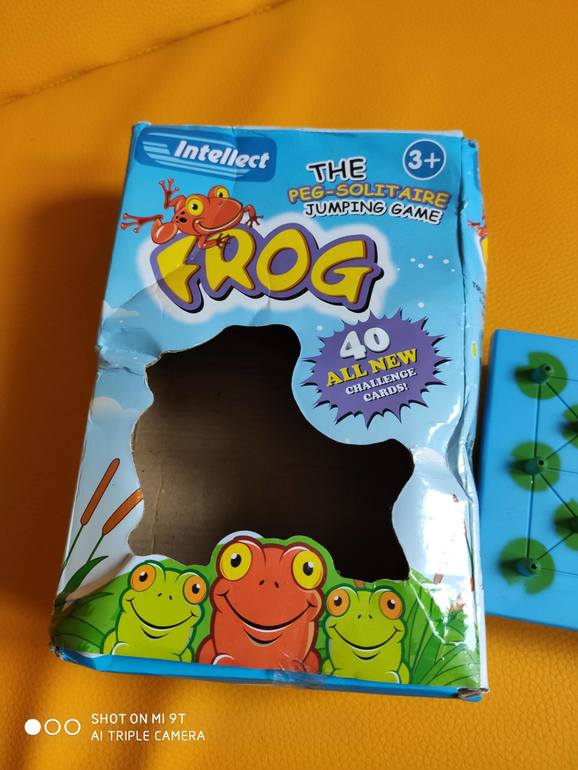 Intellect
3+
THE
PEG-SOLITAIRE
JUMPING GAME
FROG
40
ALL NEW
CHALLENGE
CARDS!
SHOT ON MI 9T
AI TRIPLE CAMERA